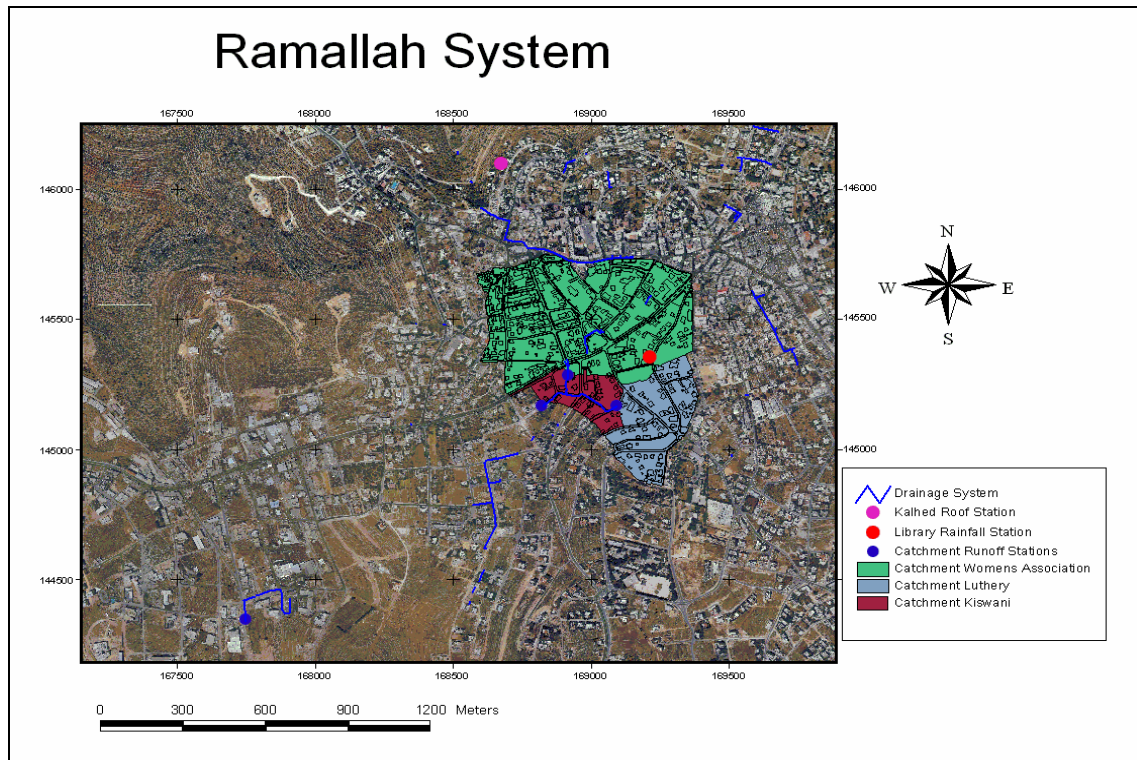 Ramallah System
167500 168000 168500 169000 169500
146000 146000
145500 145500
145000 145000
144500 144500
167500 168000 168500 169000 169500
N
W E
S
Drainage System
Kalhed Roof Station
Library Rainfall Station
Catchment Runoff Stations
Catchment Womens Association
Catchment Luthery
Catchment Kiswani
0 300 600 900 1200 Meters